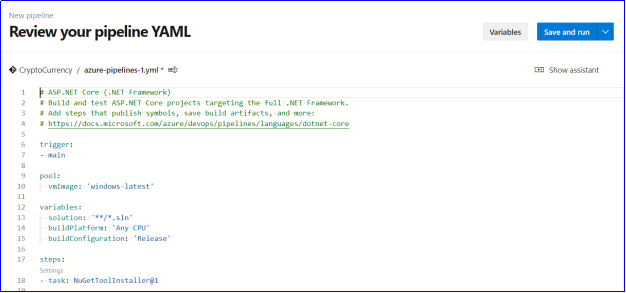 New pipeline
Review your pipeline YAML
Variables
Save and run
CryptoCurrency / azure-pipelines-1.yml *
Show assistant
1 # ASP.NET Core (.NET Framework)
2 # Build and test ASP.NET Core projects targeting the full .NET Framework.
3 # Add steps that publish symbols, save build artifacts, and more:
4 # https://docs.microsoft.com/azure/devops/pipelines/languages/dotnet-core
5
6 trigger:
7 - main
8
9 pool:
10 vmImage: 'windows-latest'
11
12 variables:
13 solution: '**/*.sln'
14 buildPlatform: 'Any CPU'
15 buildConfiguration: 'Release'
16
17 steps:
Settings
18 - task: NuGetToolInstaller@1
19